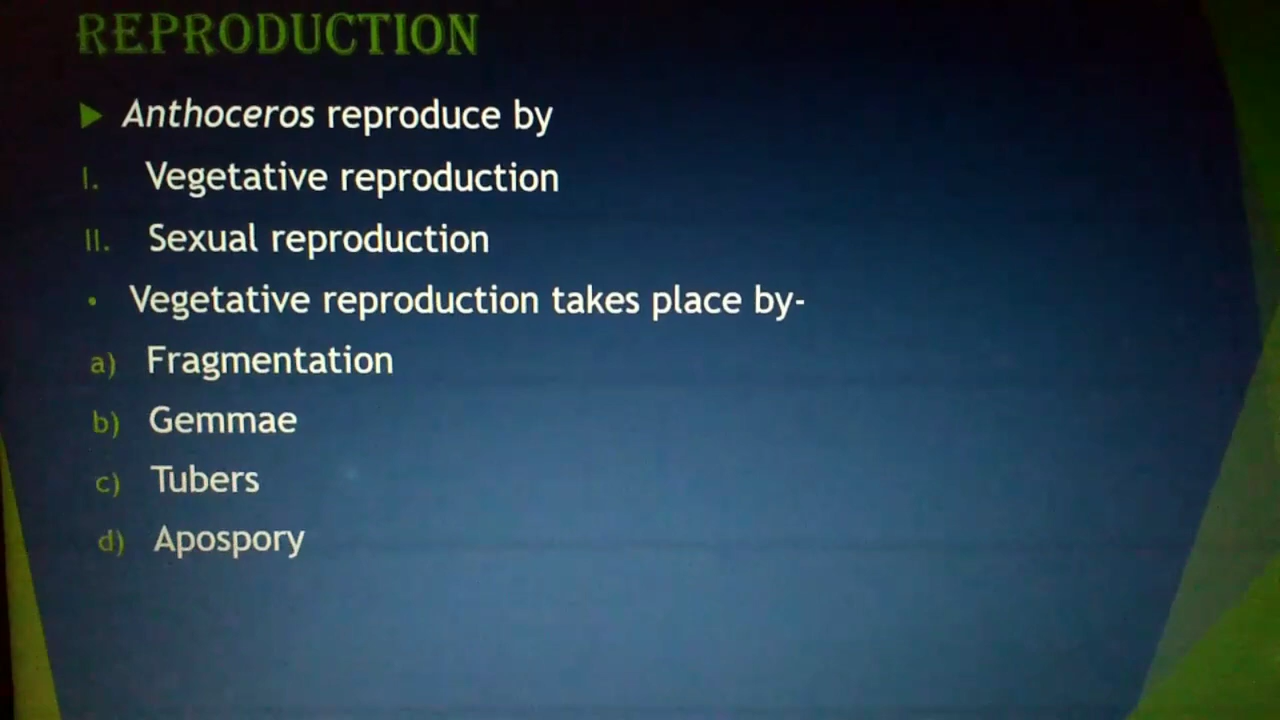 REPRODUCTION
▶ Anthoceros reproduce by
I. Vegetative reproduction
II. Sexual reproduction
• Vegetative reproduction takes place by-
a) Fragmentation
b) Gemmae
c) Tubers
d) Apospory